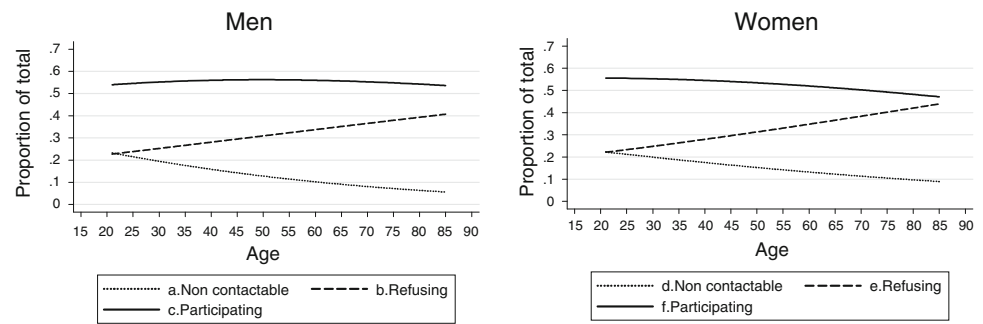 Men
Proportion of total
.7
.6
.5
.4
.3
.2
.1
0
15 20 25 30 35 40 45 50 55 60 65 70 75 80 85 90
Age
a.Non contactable b.Refusing
c.Participating
Women
Proportion of total
.7
.6
.5
.4
.3
.2
.1
0
15 20 25 30 35 40 45 50 55 60 65 70 75 80 85 90
Age
d.Non contactable e.Refusing
f.Participating